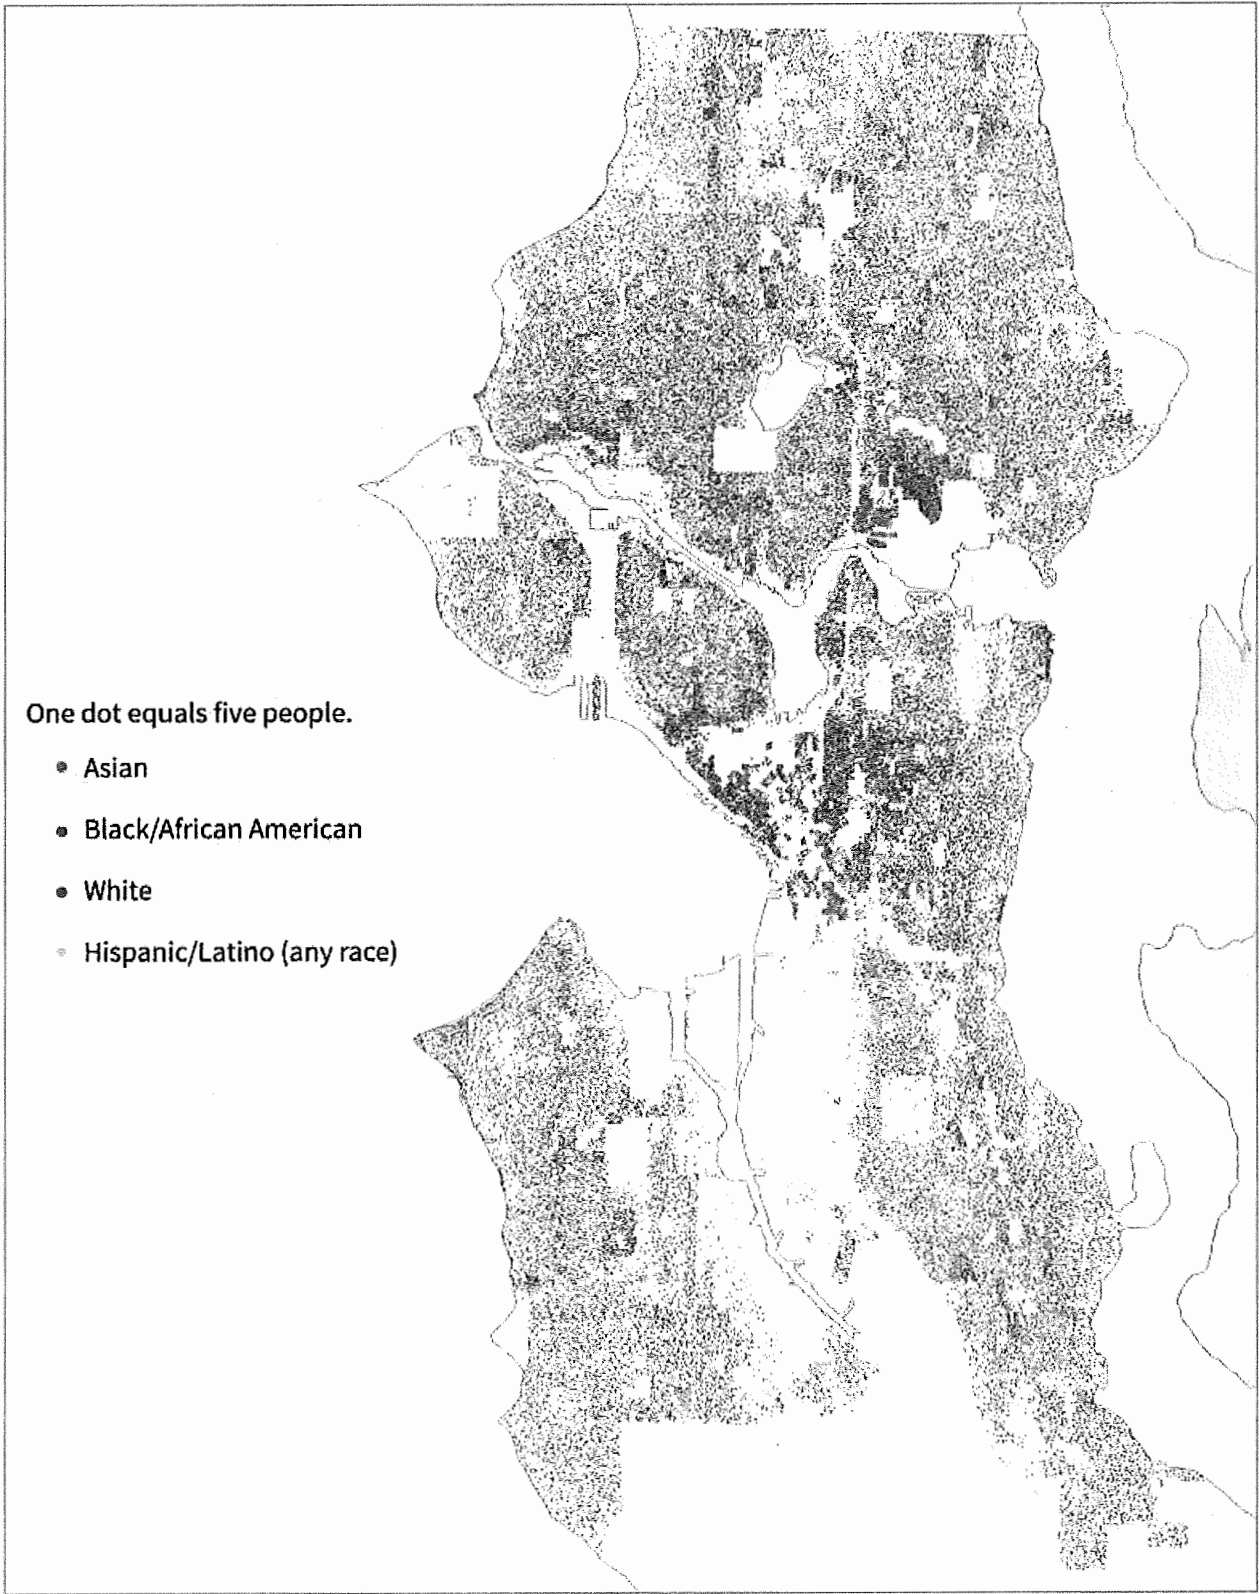 One dot equals five people.
Asian
Black/African American
White
Hispanic/Latino (any race)